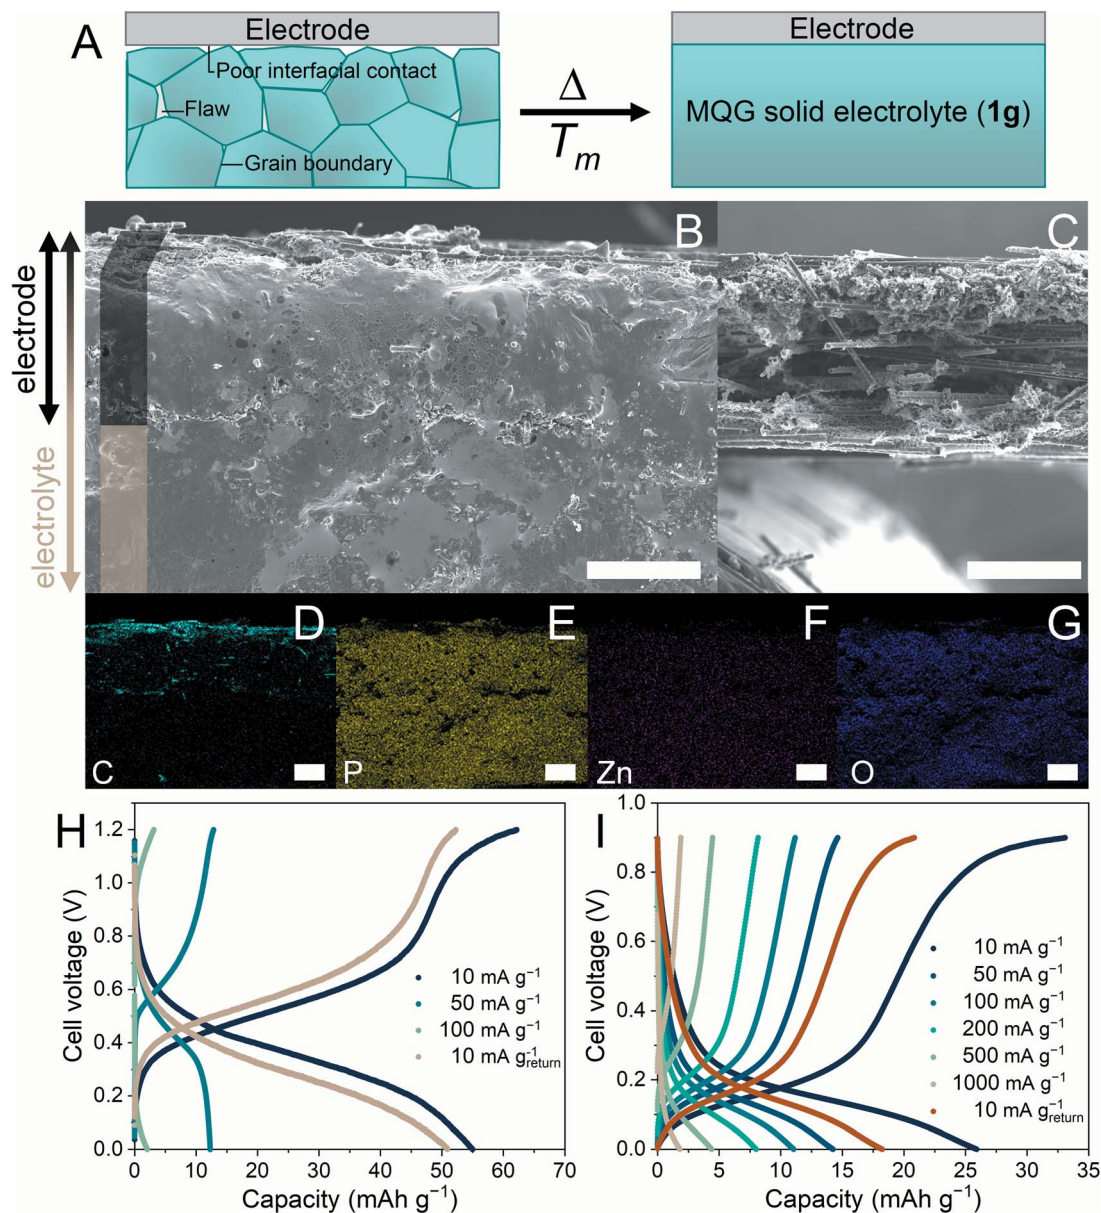 A
Electrode
Poor interfacial contact
Flaw
Grain boundary
Δ
Tm
Electrode
MQG solid electrolyte (1g)
electrode
electrolyte
B
C
D
C
E
P
F
Zn
G
O
H
Cell voltage (V)
1.2
1.0
0.8
0.6
0.4
0.2
0.0
10 mA g⁻¹
50 mA g⁻¹
100 mA g⁻¹
10 mA g⁻¹return
0 10 20 30 40 50 60 70
Capacity (mAh g⁻¹)
I
Cell voltage (V)
1.0
0.8
0.6
0.4
0.2
0.0
10 mA g⁻¹
50 mA g⁻¹
100 mA g⁻¹
200 mA g⁻¹
500 mA g⁻¹
1000 mA g⁻¹
10 mA g⁻¹return
0 5 10 15 20 25 30 35
Capacity (mAh g⁻¹)